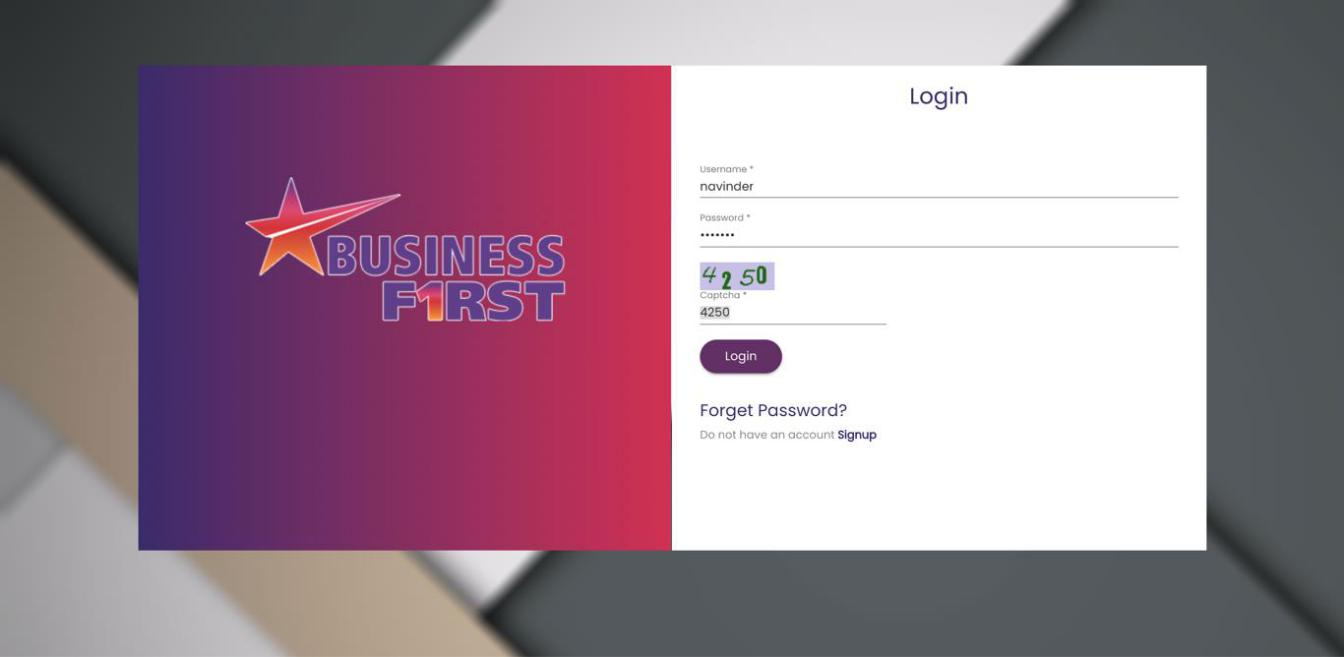 BUSINESS
F1RST
Login
Username *
navinder
Password *
•••••••
4250
Captcha *
4250
Login
Forget Password?
Do not have an account Signup